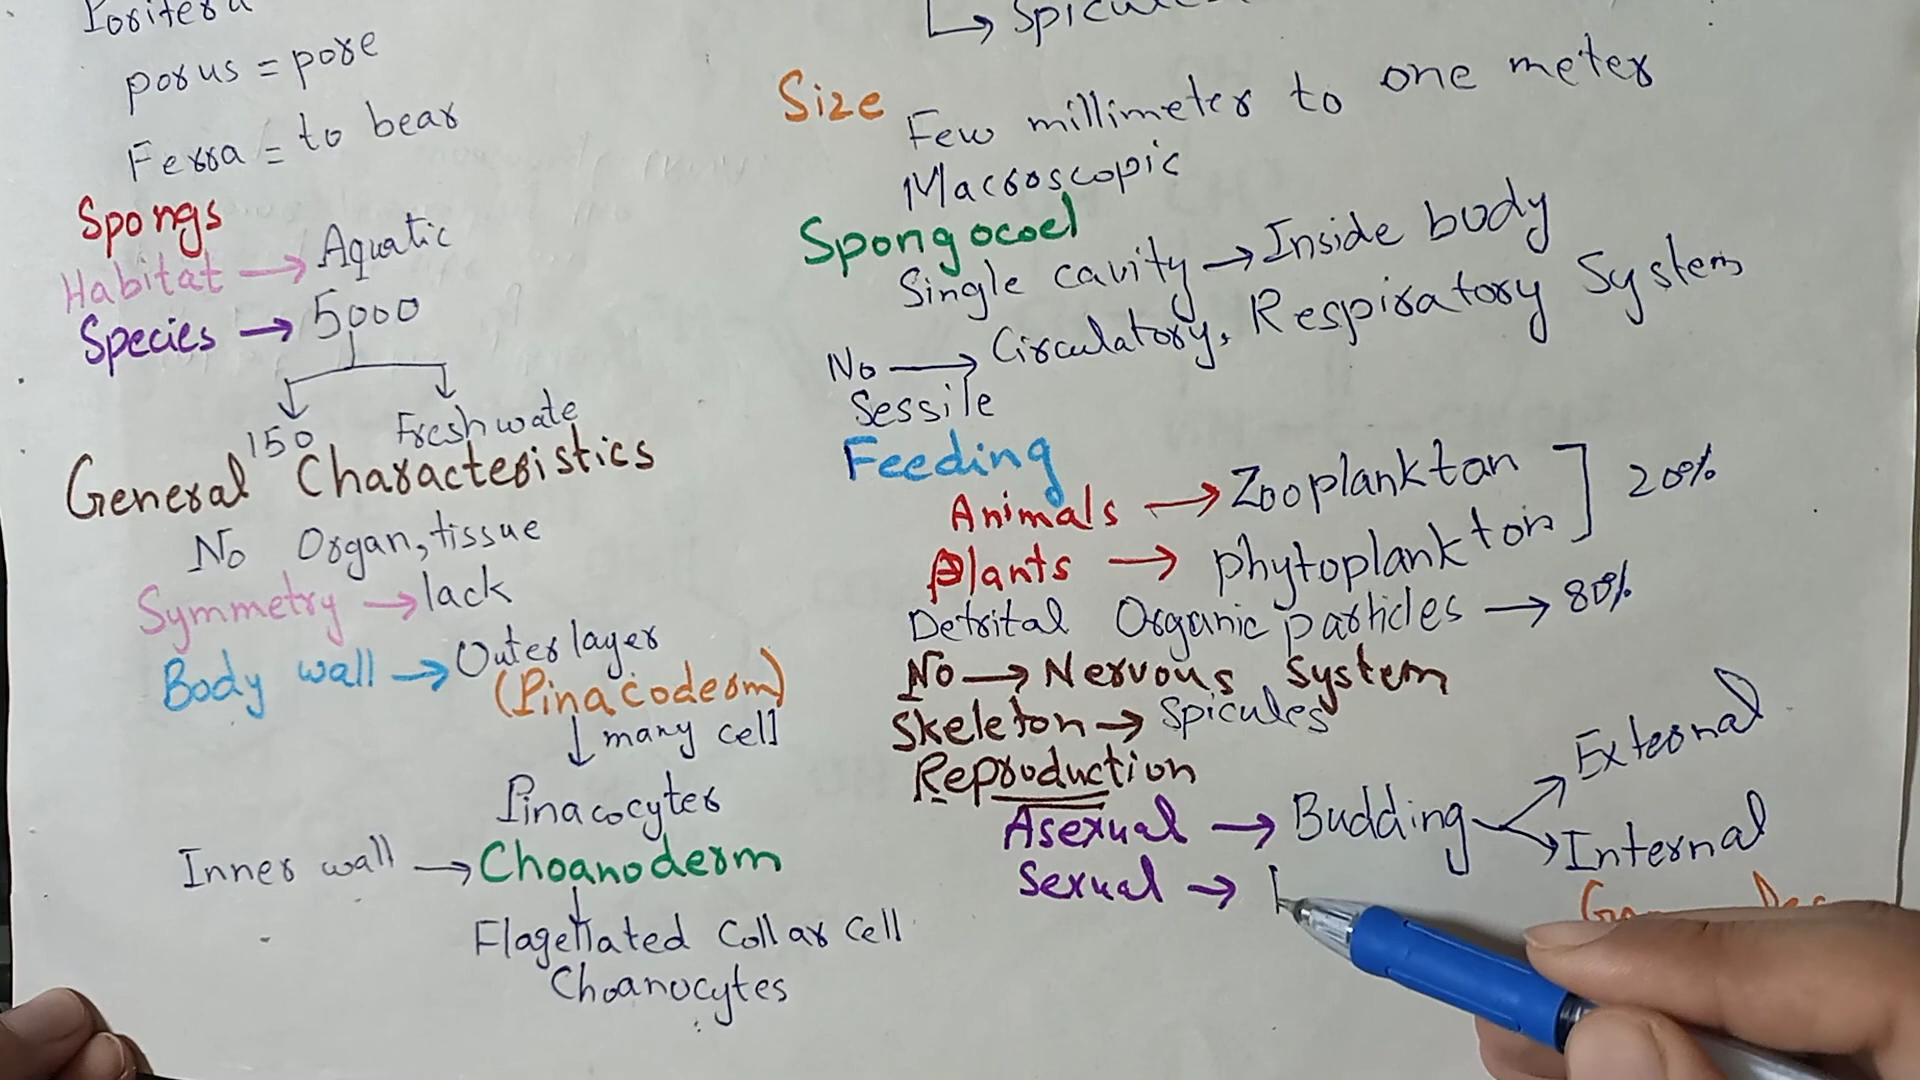 Porifera
porus = pore
Ferra = to bear
Spongs
Habitat → Aquatic
Species → 5000
150 Freshwate
General Characteristics
No Organ, tissue
Symmetry → lack
Body wall → Outer layer
(Pinacoderm)
↓ many cell
Pinacocytes
Inner wall → Choanoderm
Flagellated Collar cell
Choanocytes
Size
Few millimeter to one meter
Macroscopic
Spongocoel
Single cavity → Inside body
No → Circulatory, Respiratory System
Sessile
Feeding
Animals → Zooplanktan
Plants → Phytoplankton
20%
Detrital Organic particles → 80%
No → Nervous System
Skeleton → Spicules
Reproduction
Asexual → Budding
External
Internal
Sexual →